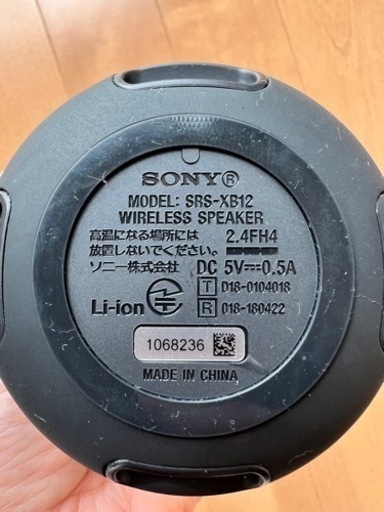 SONY®
MODEL: SRS-XB12
WIRELESS SPEAKER
高温になる場所には 2.4FH4
放置しないでください。
ソニー株式会社 DC 5V⎓0.5A
Li-ion T D18-0104018
R 018-180422
1068236
MADE IN CHINA